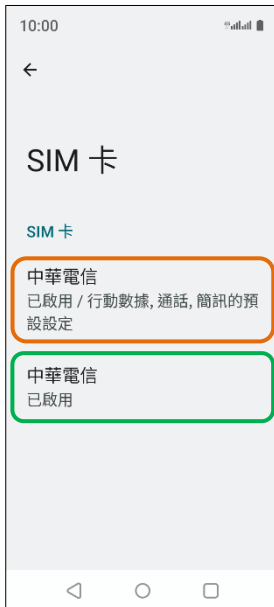 10:00
SIM 卡
SIM 卡
中華電信
已啟用 / 行動數據, 通話, 簡訊的預
設設定
中華電信
已啟用